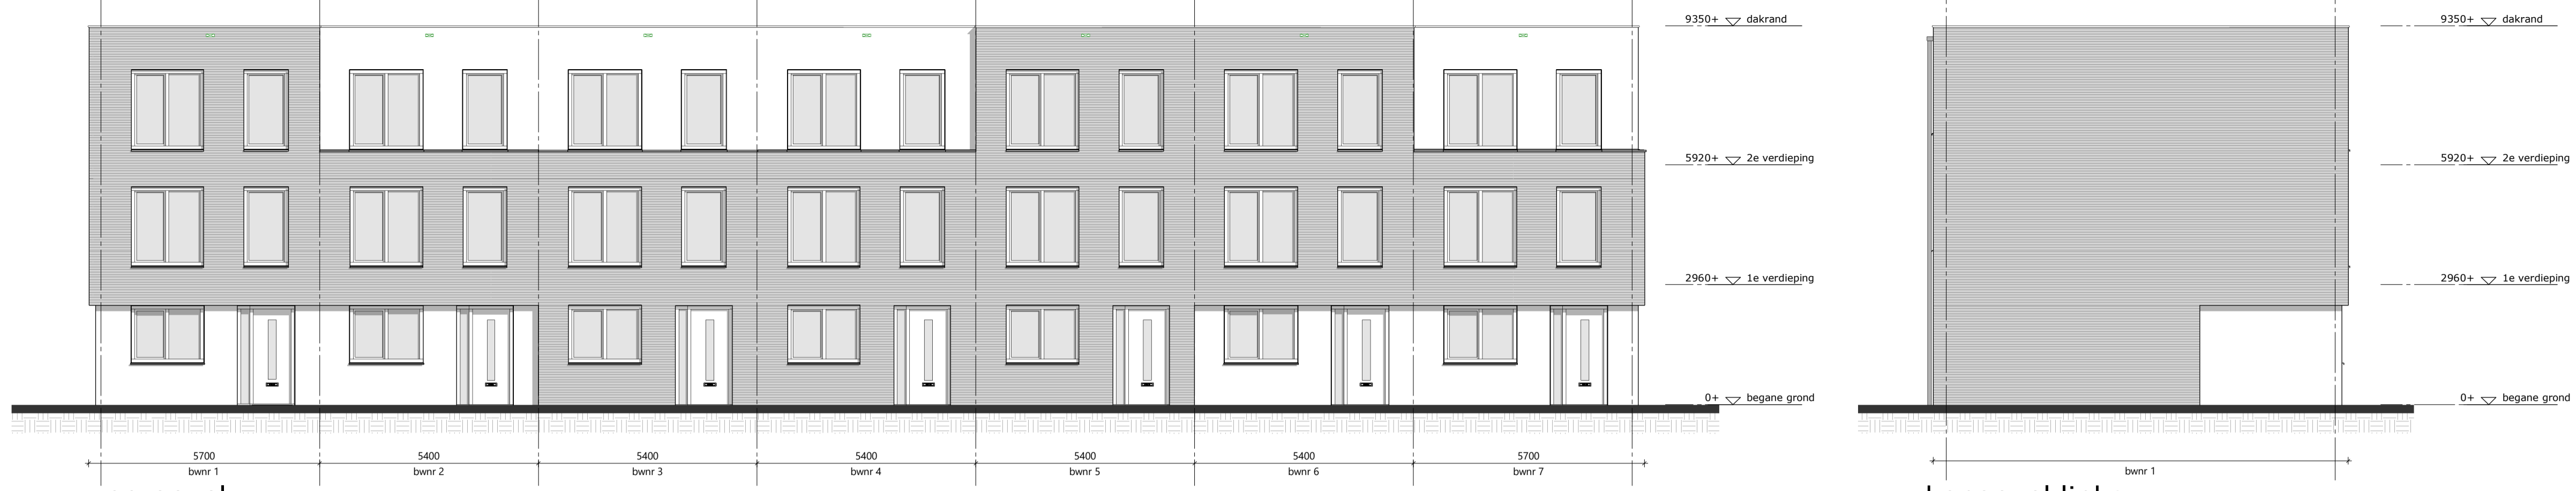 9350+ dakrand
9350+ dakrand
5920+ 2e verdieping
5920+ 2e verdieping
2960+ 1e verdieping
2960+ 1e verdieping
0+ begane grond
0+ begane grond
5700 5400 5400 5400 5400 5400 5700
bwnr 1 bwnr 2 bwnr 3 bwnr 4 bwnr 5 bwnr 6 bwnr 7
bwnr 1